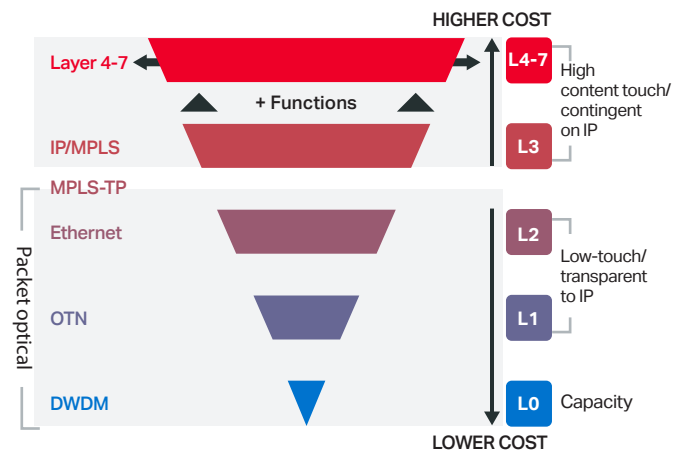 HIGHER COST
Layer 4-7
L4-7
High
content touch/
contingent
on IP
+ Functions
IP/MPLS
L3
MPLS-TP
Ethernet
L2
Low-touch/
transparent
to IP
Packet optical
OTN
L1
DWDM
L0
Capacity
LOWER COST